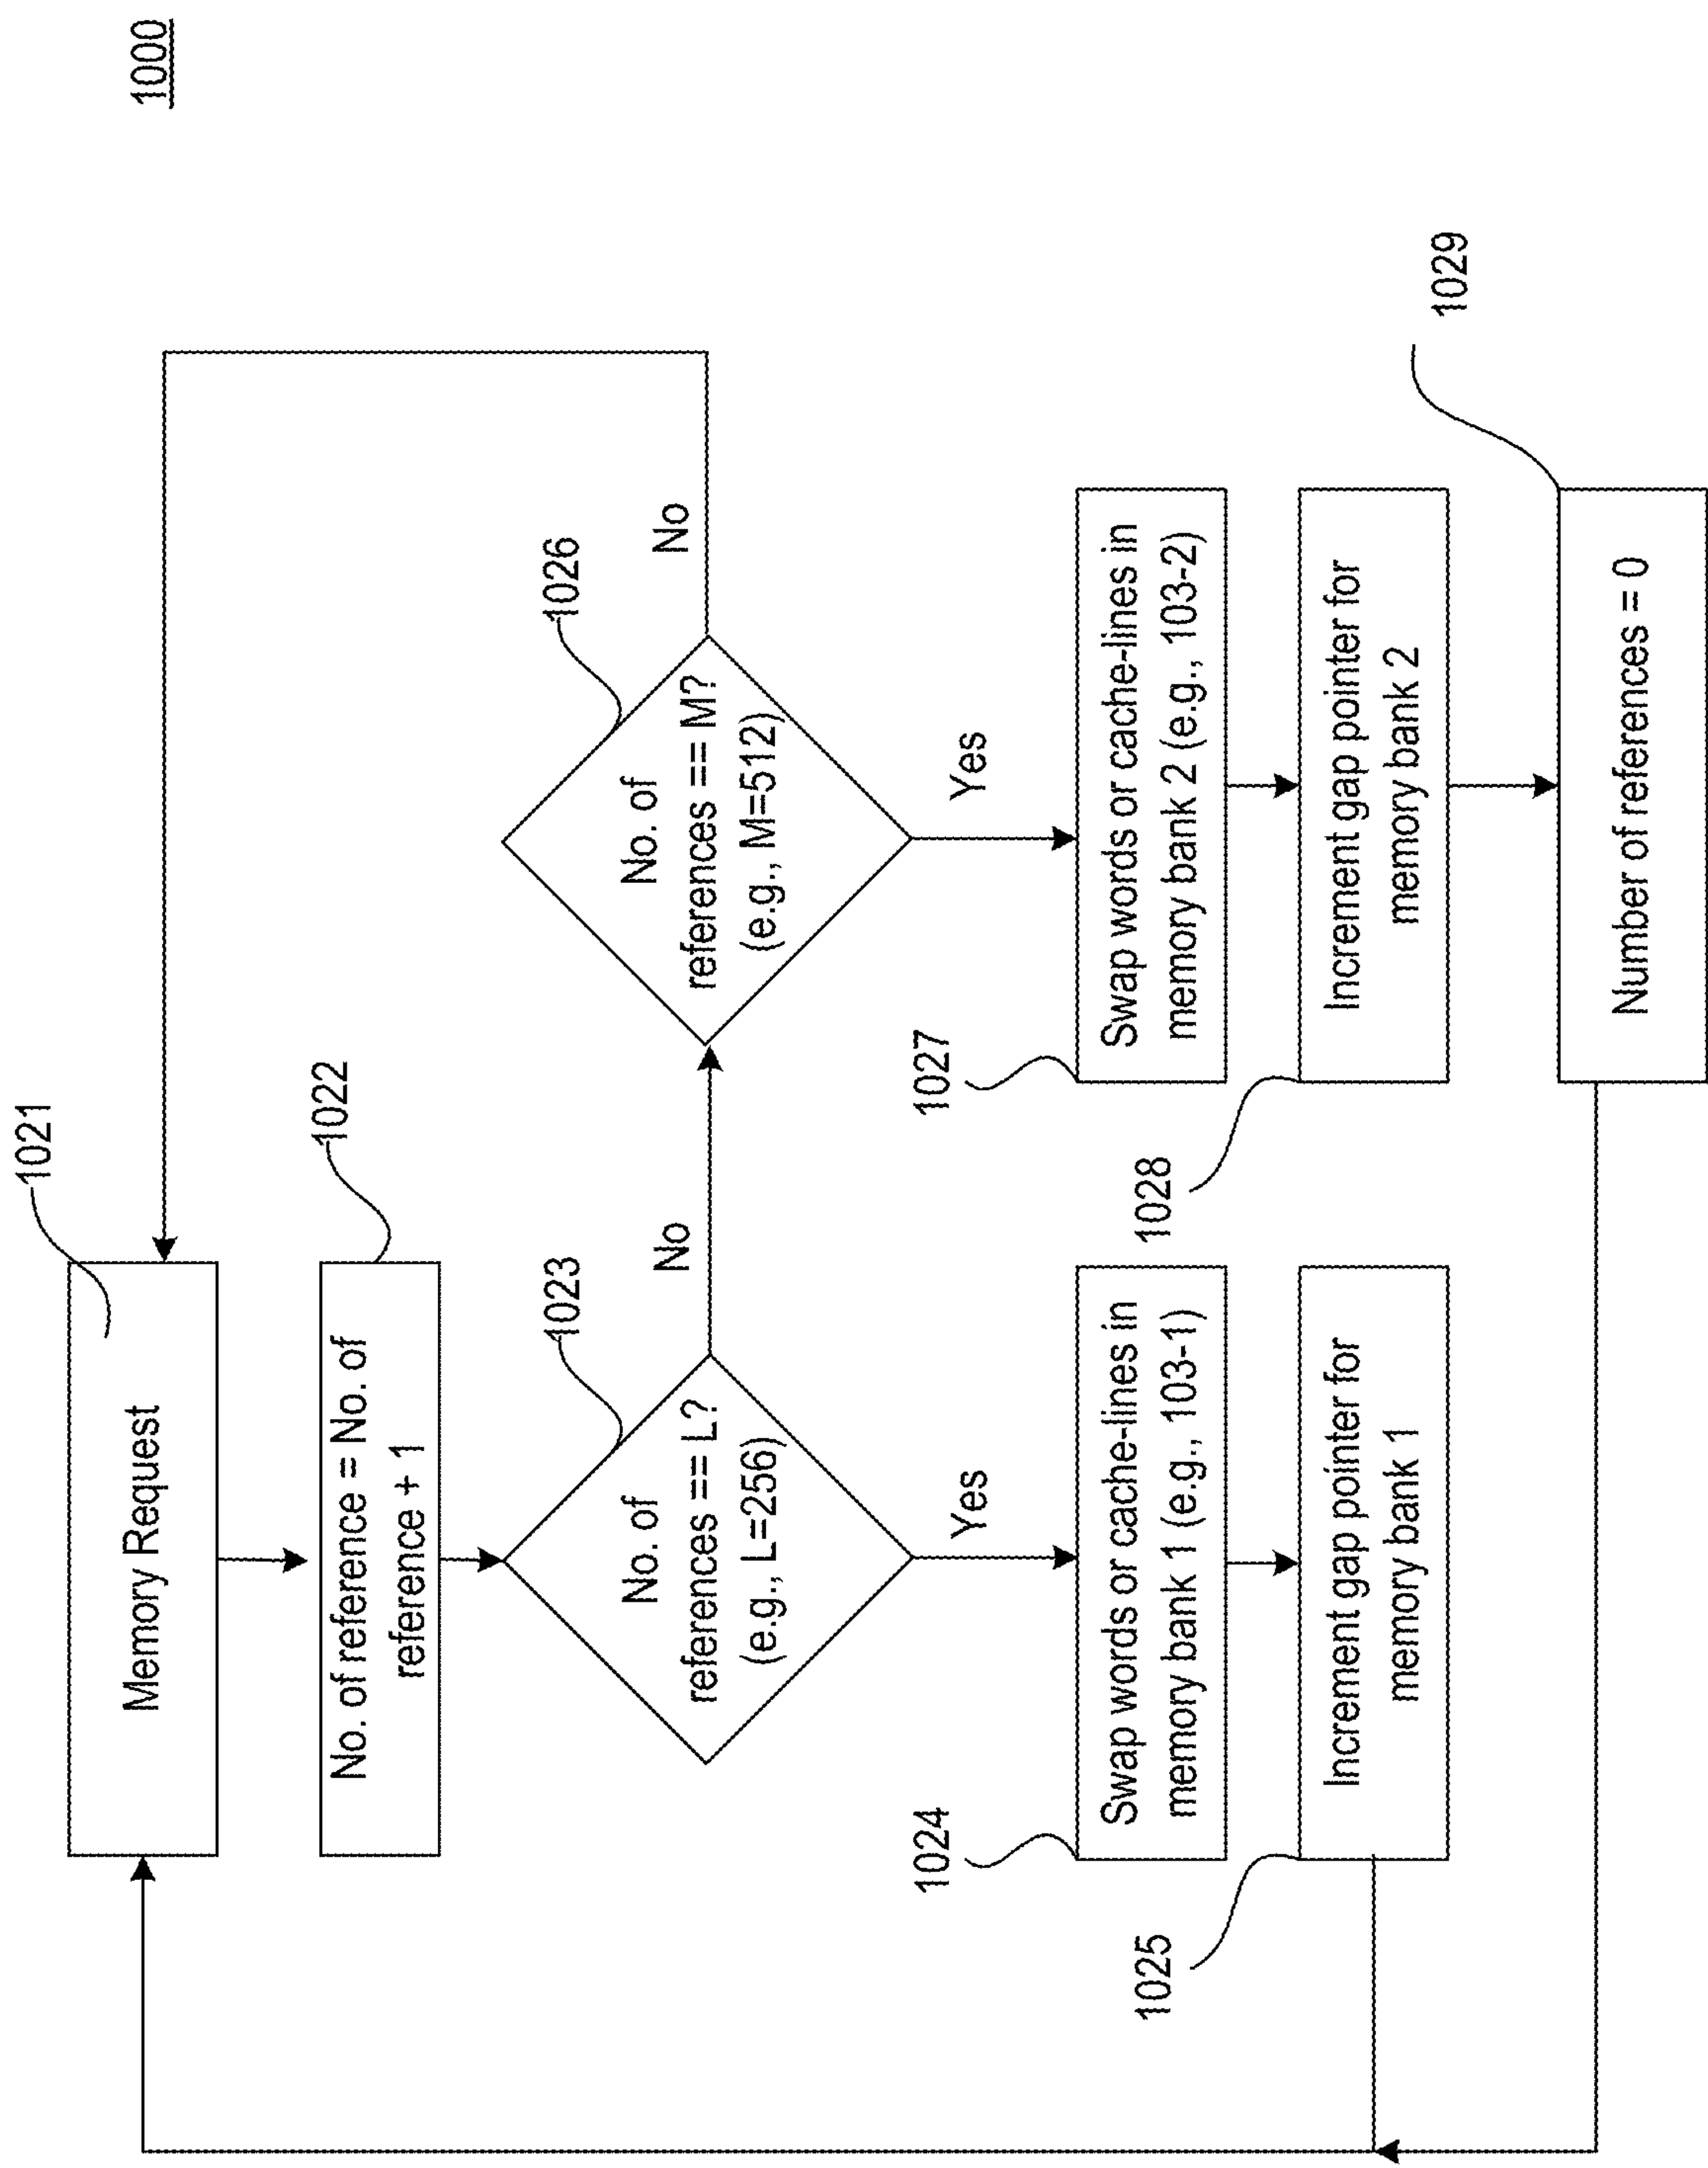 1000
1021
Memory Request
1022
No. of reference = No. of
reference + 1
1023
No. of
references == L?
(e.g., L=256)
No
1026
No. of
references == M?
(e.g., M=512)
No
Yes
1024
Swap words or cache-lines in
memory bank 1 (e.g., 103-1)
1025
Increment gap pointer for
memory bank 1
Yes
1027
Swap words or cache-lines in
memory bank 2 (e.g., 103-2)
1028
Increment gap pointer for
memory bank 2
1029
Number of references = 0